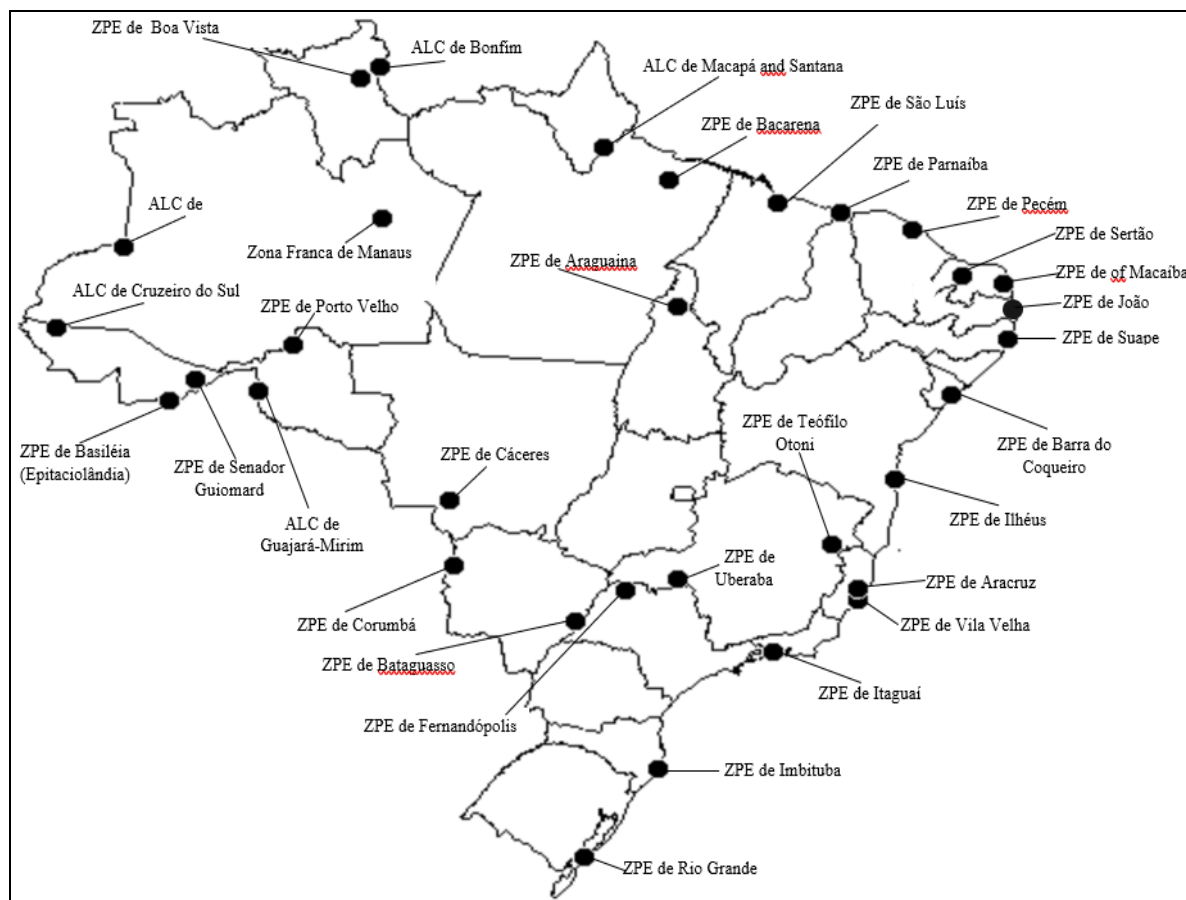 ZPE de Boa Vista
ALC de Bonfim
ALC de Macapá and Santana
ZPE de São Luís
ZPE de Bacarena
ZPE de Parnaíba
ALC de
ZPE de Pecém
Zona Franca de Manaus
ZPE de Sertão
ZPE de Araguaina
ZPE de of Macaíba
ALC de Cruzeiro do Sul
ZPE de Porto Velho
ZPE de João
ZPE de Suape
ZPE de Basiléia
(Epitaciolândia)
ZPE de Senador
Guiomard
ALC de
Guajará-Mirim
ZPE de Cáceres
ZPE de Teófilo
Otoni
ZPE de Barra do
Coqueiro
ZPE de Ilhéus
ZPE de
Uberaba
ZPE de Aracruz
ZPE de Corumbá
ZPE de Vila Velha
ZPE de Bataguasso
ZPE de Itaguaí
ZPE de Fernandópolis
ZPE de Imbituba
ZPE de Rio Grande